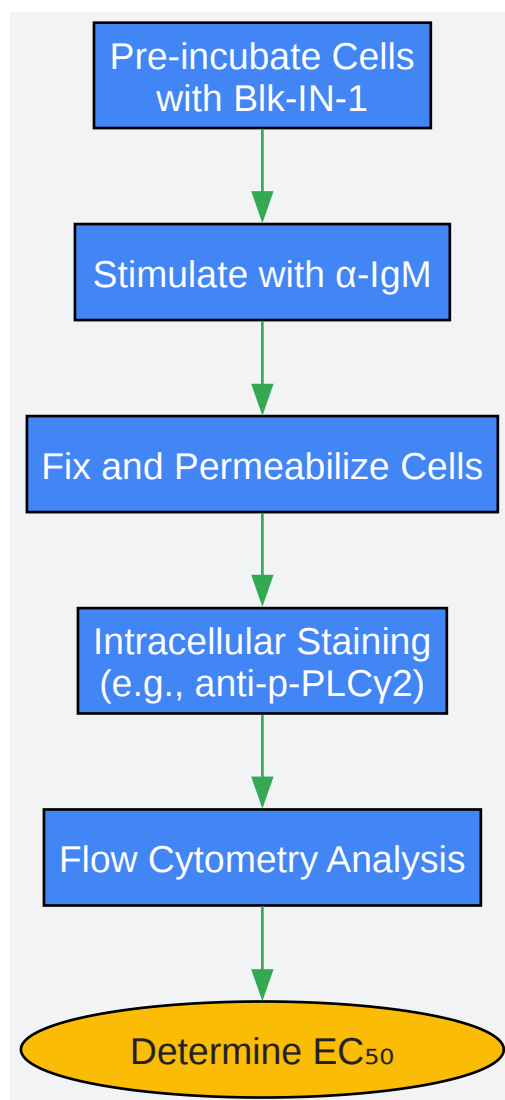 Pre-incubate Cells
with Blk-IN-1
Stimulate with α-IgM
Fix and Permeabilize Cells
Intracellular Staining
(e.g., anti-p-PLCγ2)
Flow Cytometry Analysis
Determine EC₅₀